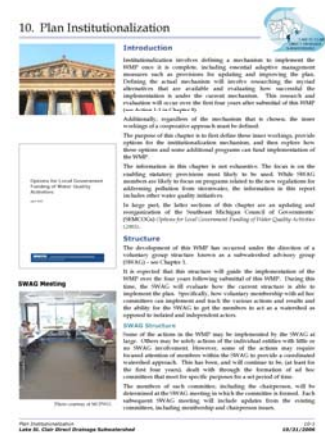 10. Plan Institutionalization
Introduction
Institutionalization involves defining a mechanism to implement the
WMP once it is complete, including essential adaptive management
measures such as provisions for updating and improving the plan.
Defining the actual mechanism will involve researching the myriad
alternatives that are available and evaluating how successful the
implementation is under the current mechanism. This research and
evaluation will occur over the first four years after submittal of this WMP
Additionally, regardless of the mechanism that is chosen, the inner
workings of a cooperative approach must be defined.
The purpose of this chapter is to first define these inner workings, provide
options for the institutionalization mechanism, and then explore how
these options and some additional programs can fund implementation of
the WMP.
The information in this chapter is not exhaustive. The focus is on the
enabling statutory provisions most likely to be used. While SWAG
members are likely to focus on programs related to the new regulations for
addressing pollution from stormwater, the information in this report
includes other water quality initiatives.
In large part, the latter sections of this chapter are an updating and
reorganization of the Southeast Michigan Council of Governments'
(SEMCOG) Options for Local Government Funding of Water Quality Activities
(2002).
Options for Local Government
Funding of Water Quality
Activities
Structure
The development of this WMP has occurred under the direction of a
voluntary group structure known as a subwatershed advisory group
(SWAG) - see Chapter 1.
It is expected that this structure will guide the implementation of the
WMP over the four years following submittal of this WMP. During this
time, the SWAG will evaluate how the current structure is able to
implement the plan. Specifically, how voluntary membership with ad hoc
committees can implement and track the various actions and results and
the ability for the SWAG to get the members to act as a watershed as
opposed to isolated and independent actors.
SWAG Meeting
SWAG Structure
Some of the actions in the WMP may be implemented by the SWAG at
large. Others may be solely actions of the individual entities with little or
no SWAG involvement. However, some of the actions may require
focused attention of members within the SWAG to provide a coordinated
watershed approach. This has been, and will continue to be, (at least for
the first four years), dealt with through the formation of ad hoc
committees that meet for specific purposes for a set period of time.
The members of each committee, including the chairperson, will be
determined at the SWAG meeting in which the committee is formed. Each
subsequent SWAG meeting will include updates from the existing
committees, including membership and chairperson issues.
Plan Institutionalization
Lake St. Clair Direct Drainage Subwatershed
10-1
10/31/2006